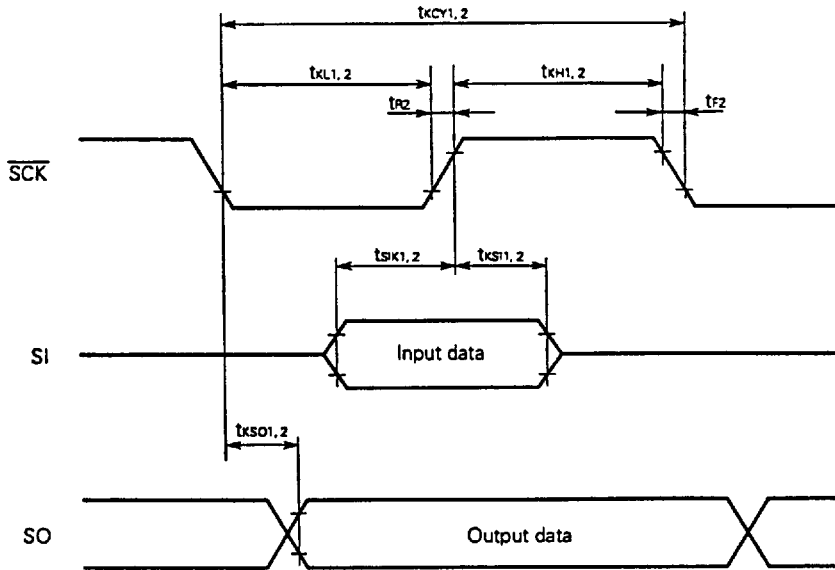 tKCY1, 2
tKL1, 2
tKH1, 2
tR2
tF2
SCK
tSIK1, 2
tKSI1, 2
SI
Input data
tKSO1, 2
SO
Output data